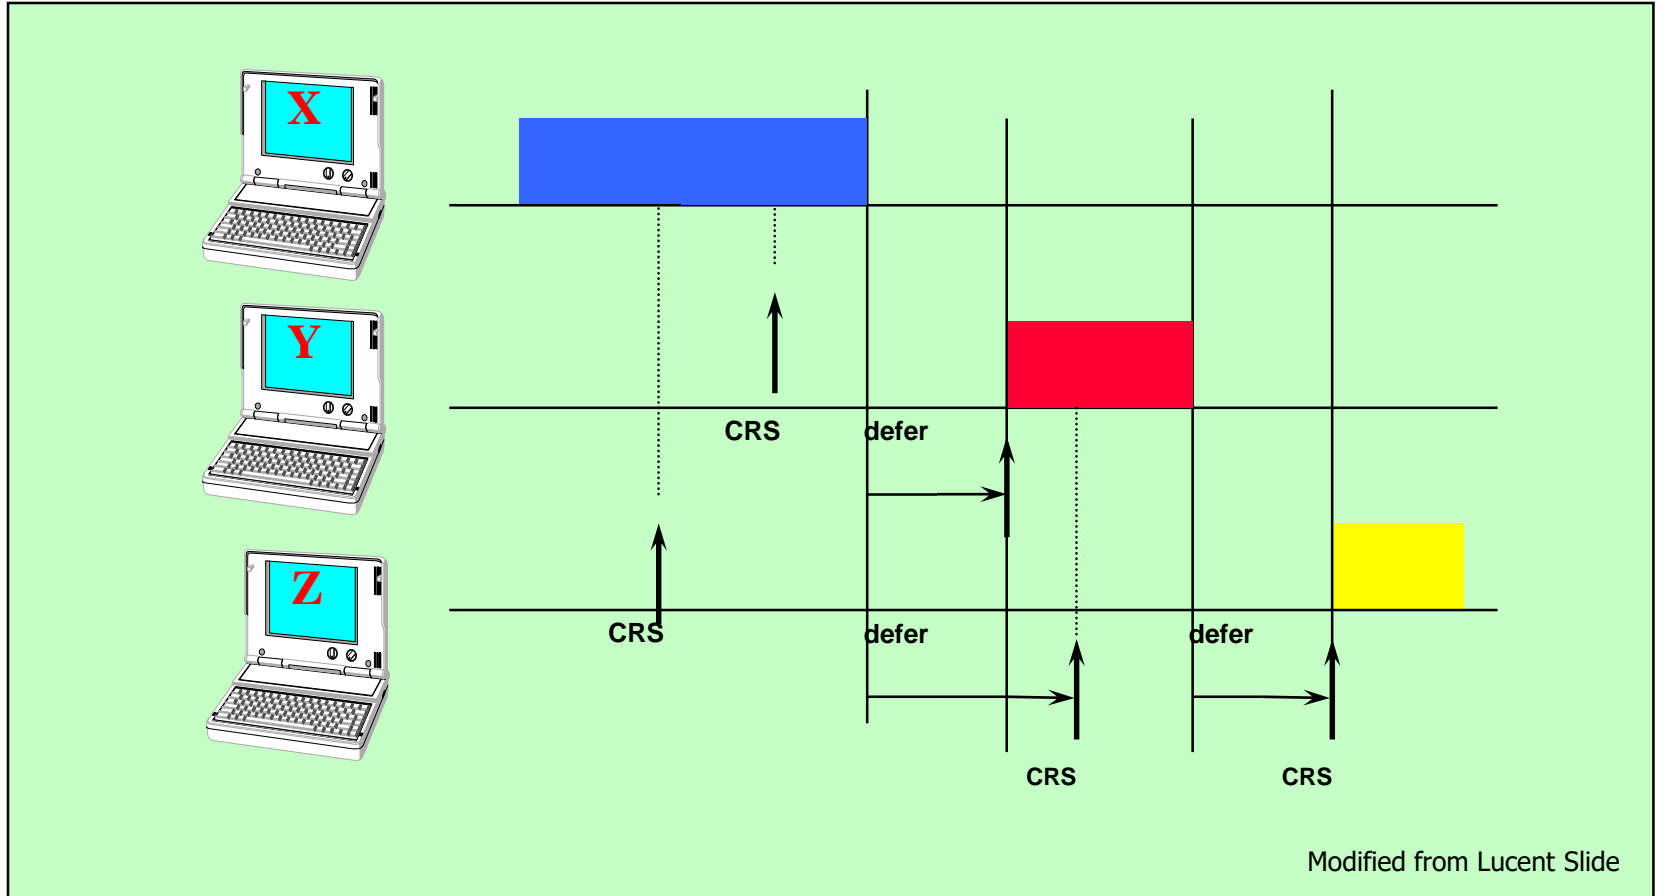 X
Y
CRS defer
Z
CRS defer defer
CRS CRS
Modified from Lucent Slide